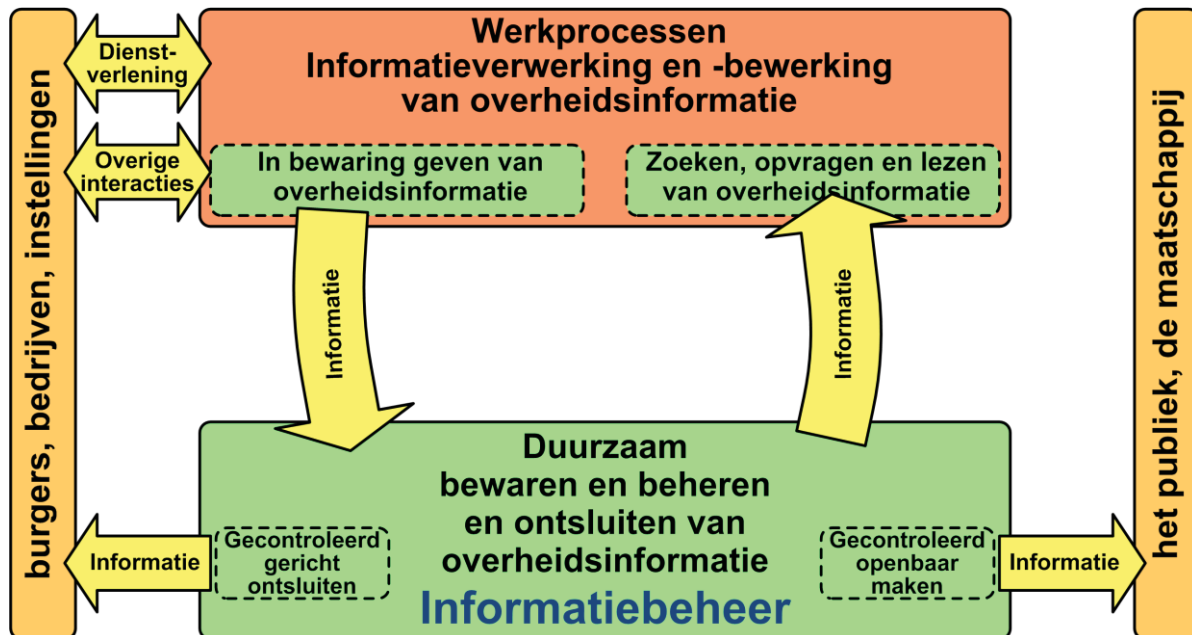 burgers, bedrijven, instellingen
Dienst-
verlening
Overige
interacties
Werkprocessen
Informatieverwerking en -bewerking
van overheidsinformatie
In bewaring geven van
overheidsinformatie
Zoeken, opvragen en lezen
van overheidsinformatie
Informatie
Informatie
Duurzaam
bewaren en beheren
en ontsluiten van
overheidsinformatie
Informatiebeheer
Informatie
Gecontroleerd
gericht
ontsluiten
Gecontroleerd
openbaar
maken
Informatie
het publiek, de maatschappij